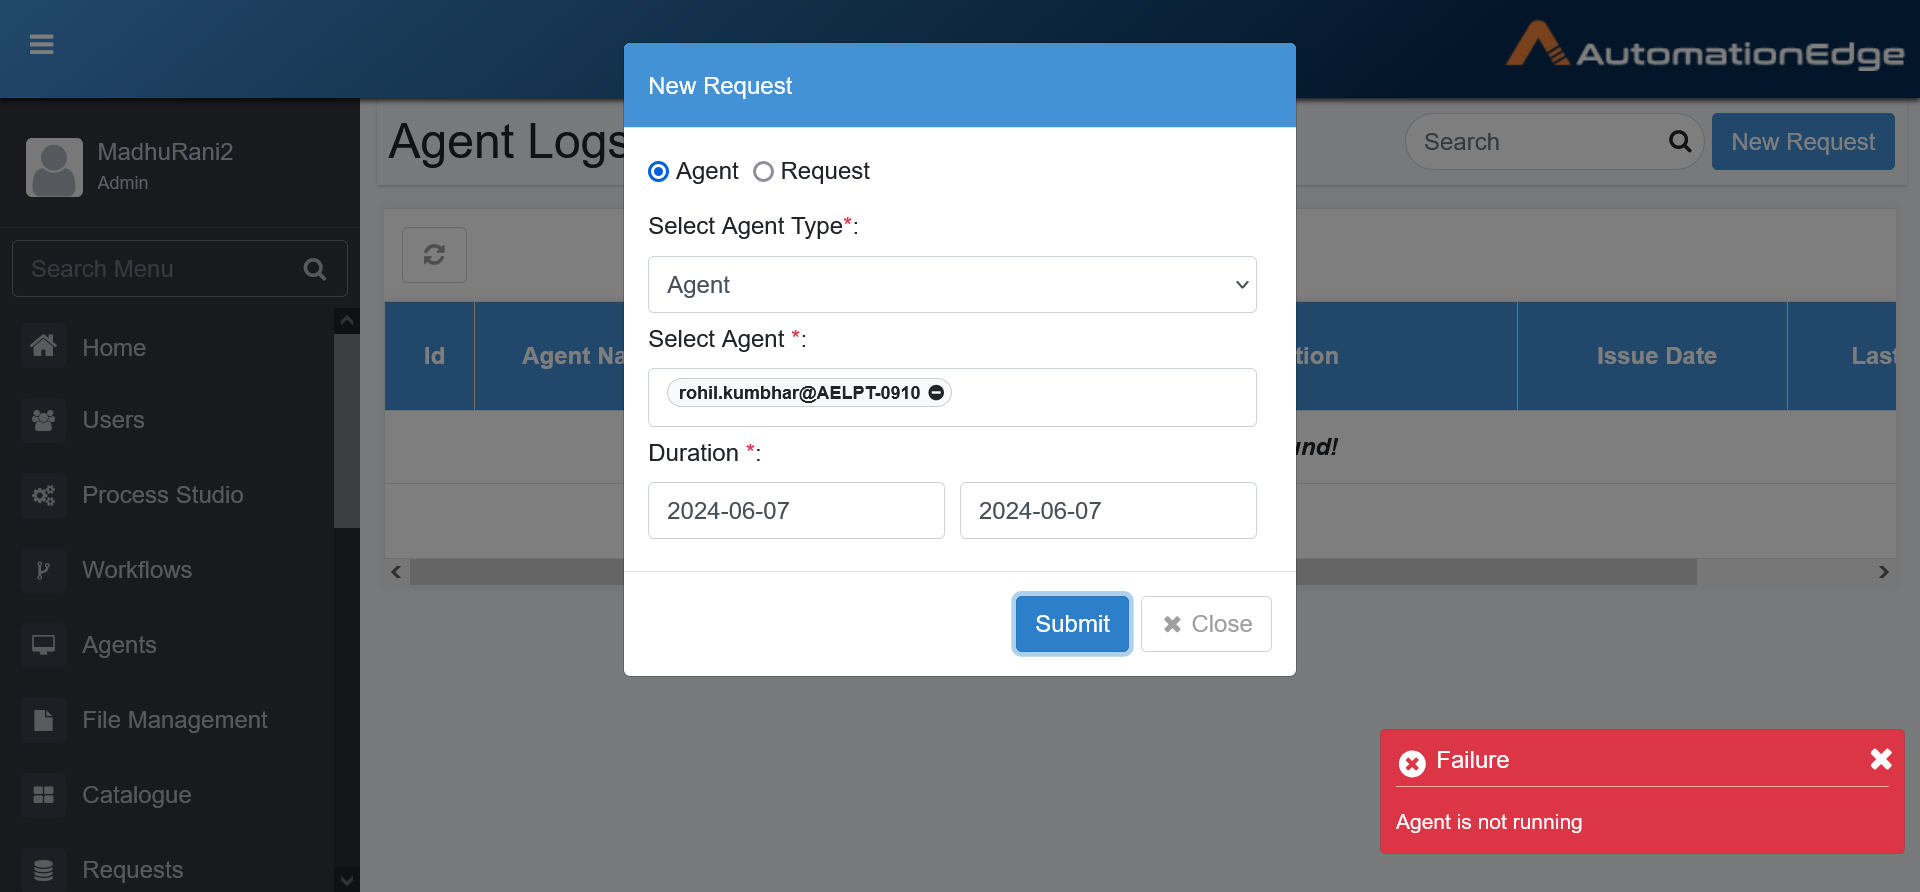 AutomationEdge
MadhuRani2
Admin
Search Menu
Home
Users
Process Studio
Workflows
Agents
File Management
Catalogue
Requests
Agent Logs
Search
New Request
Id
Agent Na
tion
Issue Date
Last
und!
New Request
Agent Request
Select Agent Type*:
Agent
Select Agent *:
rohil.kumbhar@AELPT-0910
Duration *:
2024-06-07 2024-06-07
Submit Close
Failure
Agent is not running